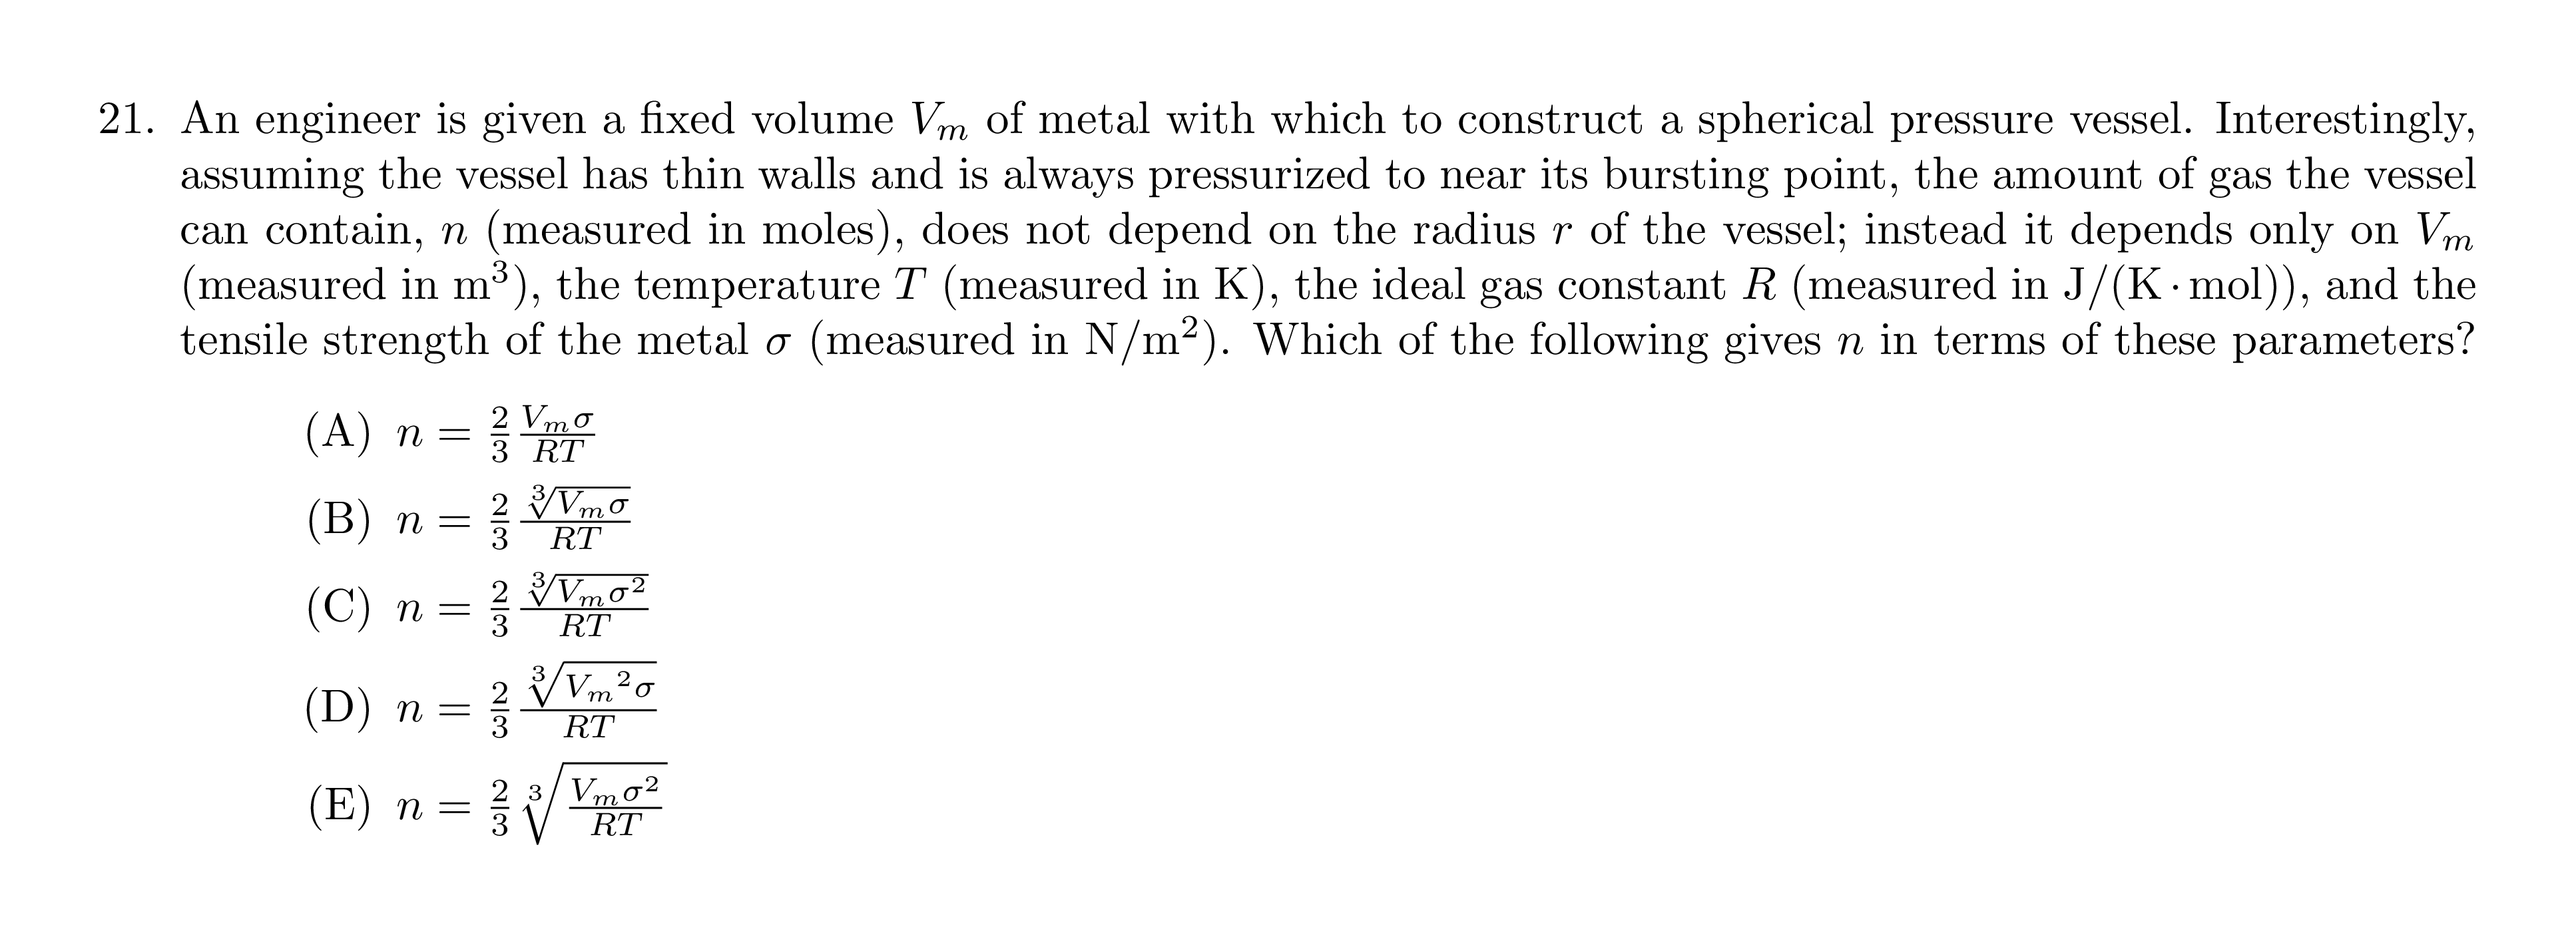 21. An engineer is given a fixed volume $V_m$ of metal with which to construct a spherical pressure vessel. Interestingly,
assuming the vessel has thin walls and is always pressurized to near its bursting point, the amount of gas the vessel
can contain, $n$ (measured in moles), does not depend on the radius $r$ of the vessel; instead it depends only on $V_m$
(measured in m$^3$), the temperature $T$ (measured in K), the ideal gas constant $R$ (measured in J/(K · mol)), and the
tensile strength of the metal $\sigma$ (measured in N/m$^2$). Which of the following gives $n$ in terms of these parameters?
(A) $n = \frac{2}{3} \frac{V_m \sigma}{RT}$
(B) $n = \frac{2}{3} \frac{\sqrt[3]{V_m \sigma}}{RT}$
(C) $n = \frac{2}{3} \frac{\sqrt[3]{V_m \sigma^2}}{RT}$
(D) $n = \frac{2}{3} \frac{\sqrt[3]{{V_m}^2 \sigma}}{RT}$
(E) $n = \frac{2}{3} \sqrt[3]{\frac{V_m \sigma^2}{RT}}$